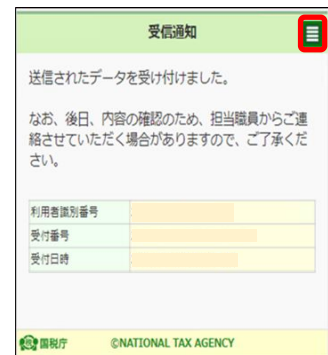 受信通知
送信されたデータを受け付けました。
なお、後日、内容の確認のため、担当職員からご連
絡させていただく場合がありますので、ご了承くだ
さい。
利用者識別番号
受付番号
受付日時
国税庁 ©NATIONAL TAX AGENCY